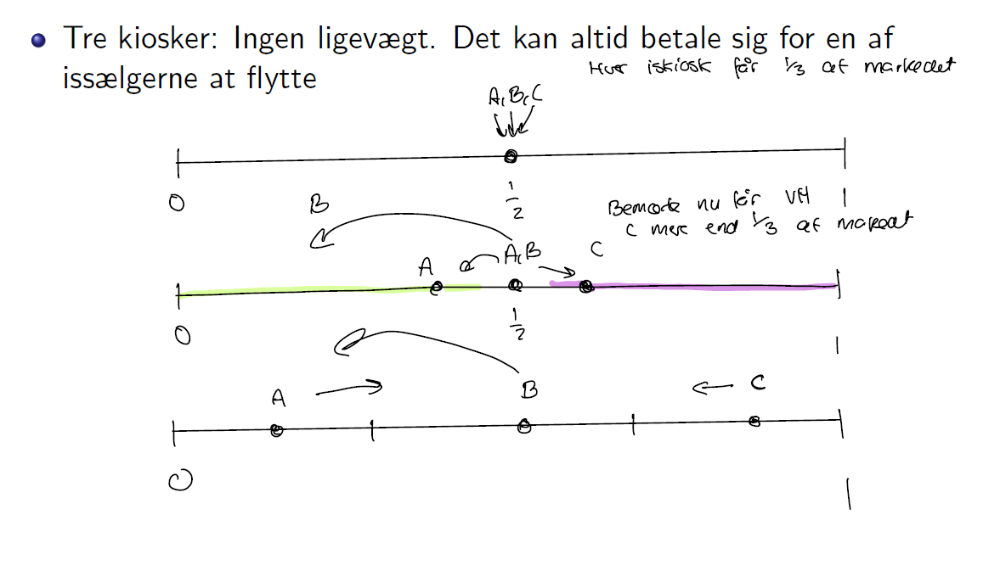 Tre kiosker: Ingen ligevægt. Det kan altid betale sig for en af
issælgerne at flytte
Hver iskiosk får 1/3 af markedet
A, B, C
0
1/2
1
B
Bemærk nu får
C mere end 1/3 af markedet
A
A, B
C
0
1/2
1
A
B
C
0
1